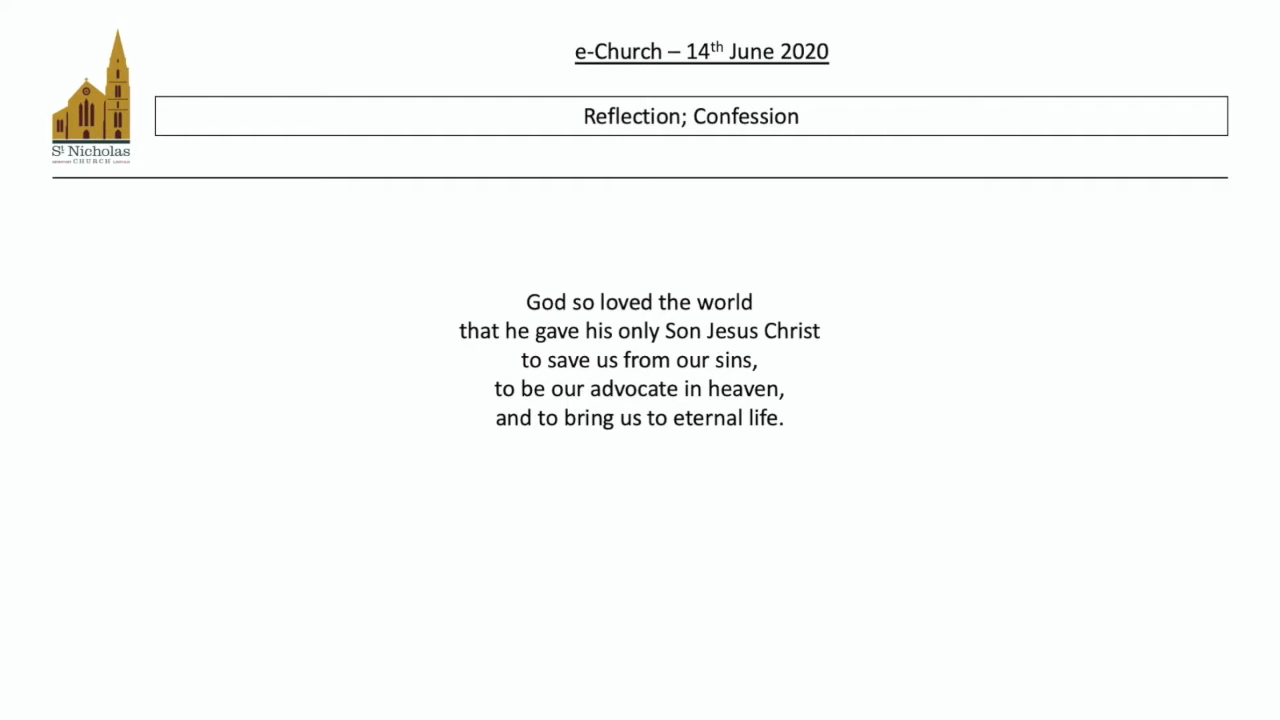 e-Church – 14th June 2020
Reflection; Confession
St Nicholas
CHURCH
God so loved the world
that he gave his only Son Jesus Christ
to save us from our sins,
to be our advocate in heaven,
and to bring us to eternal life.